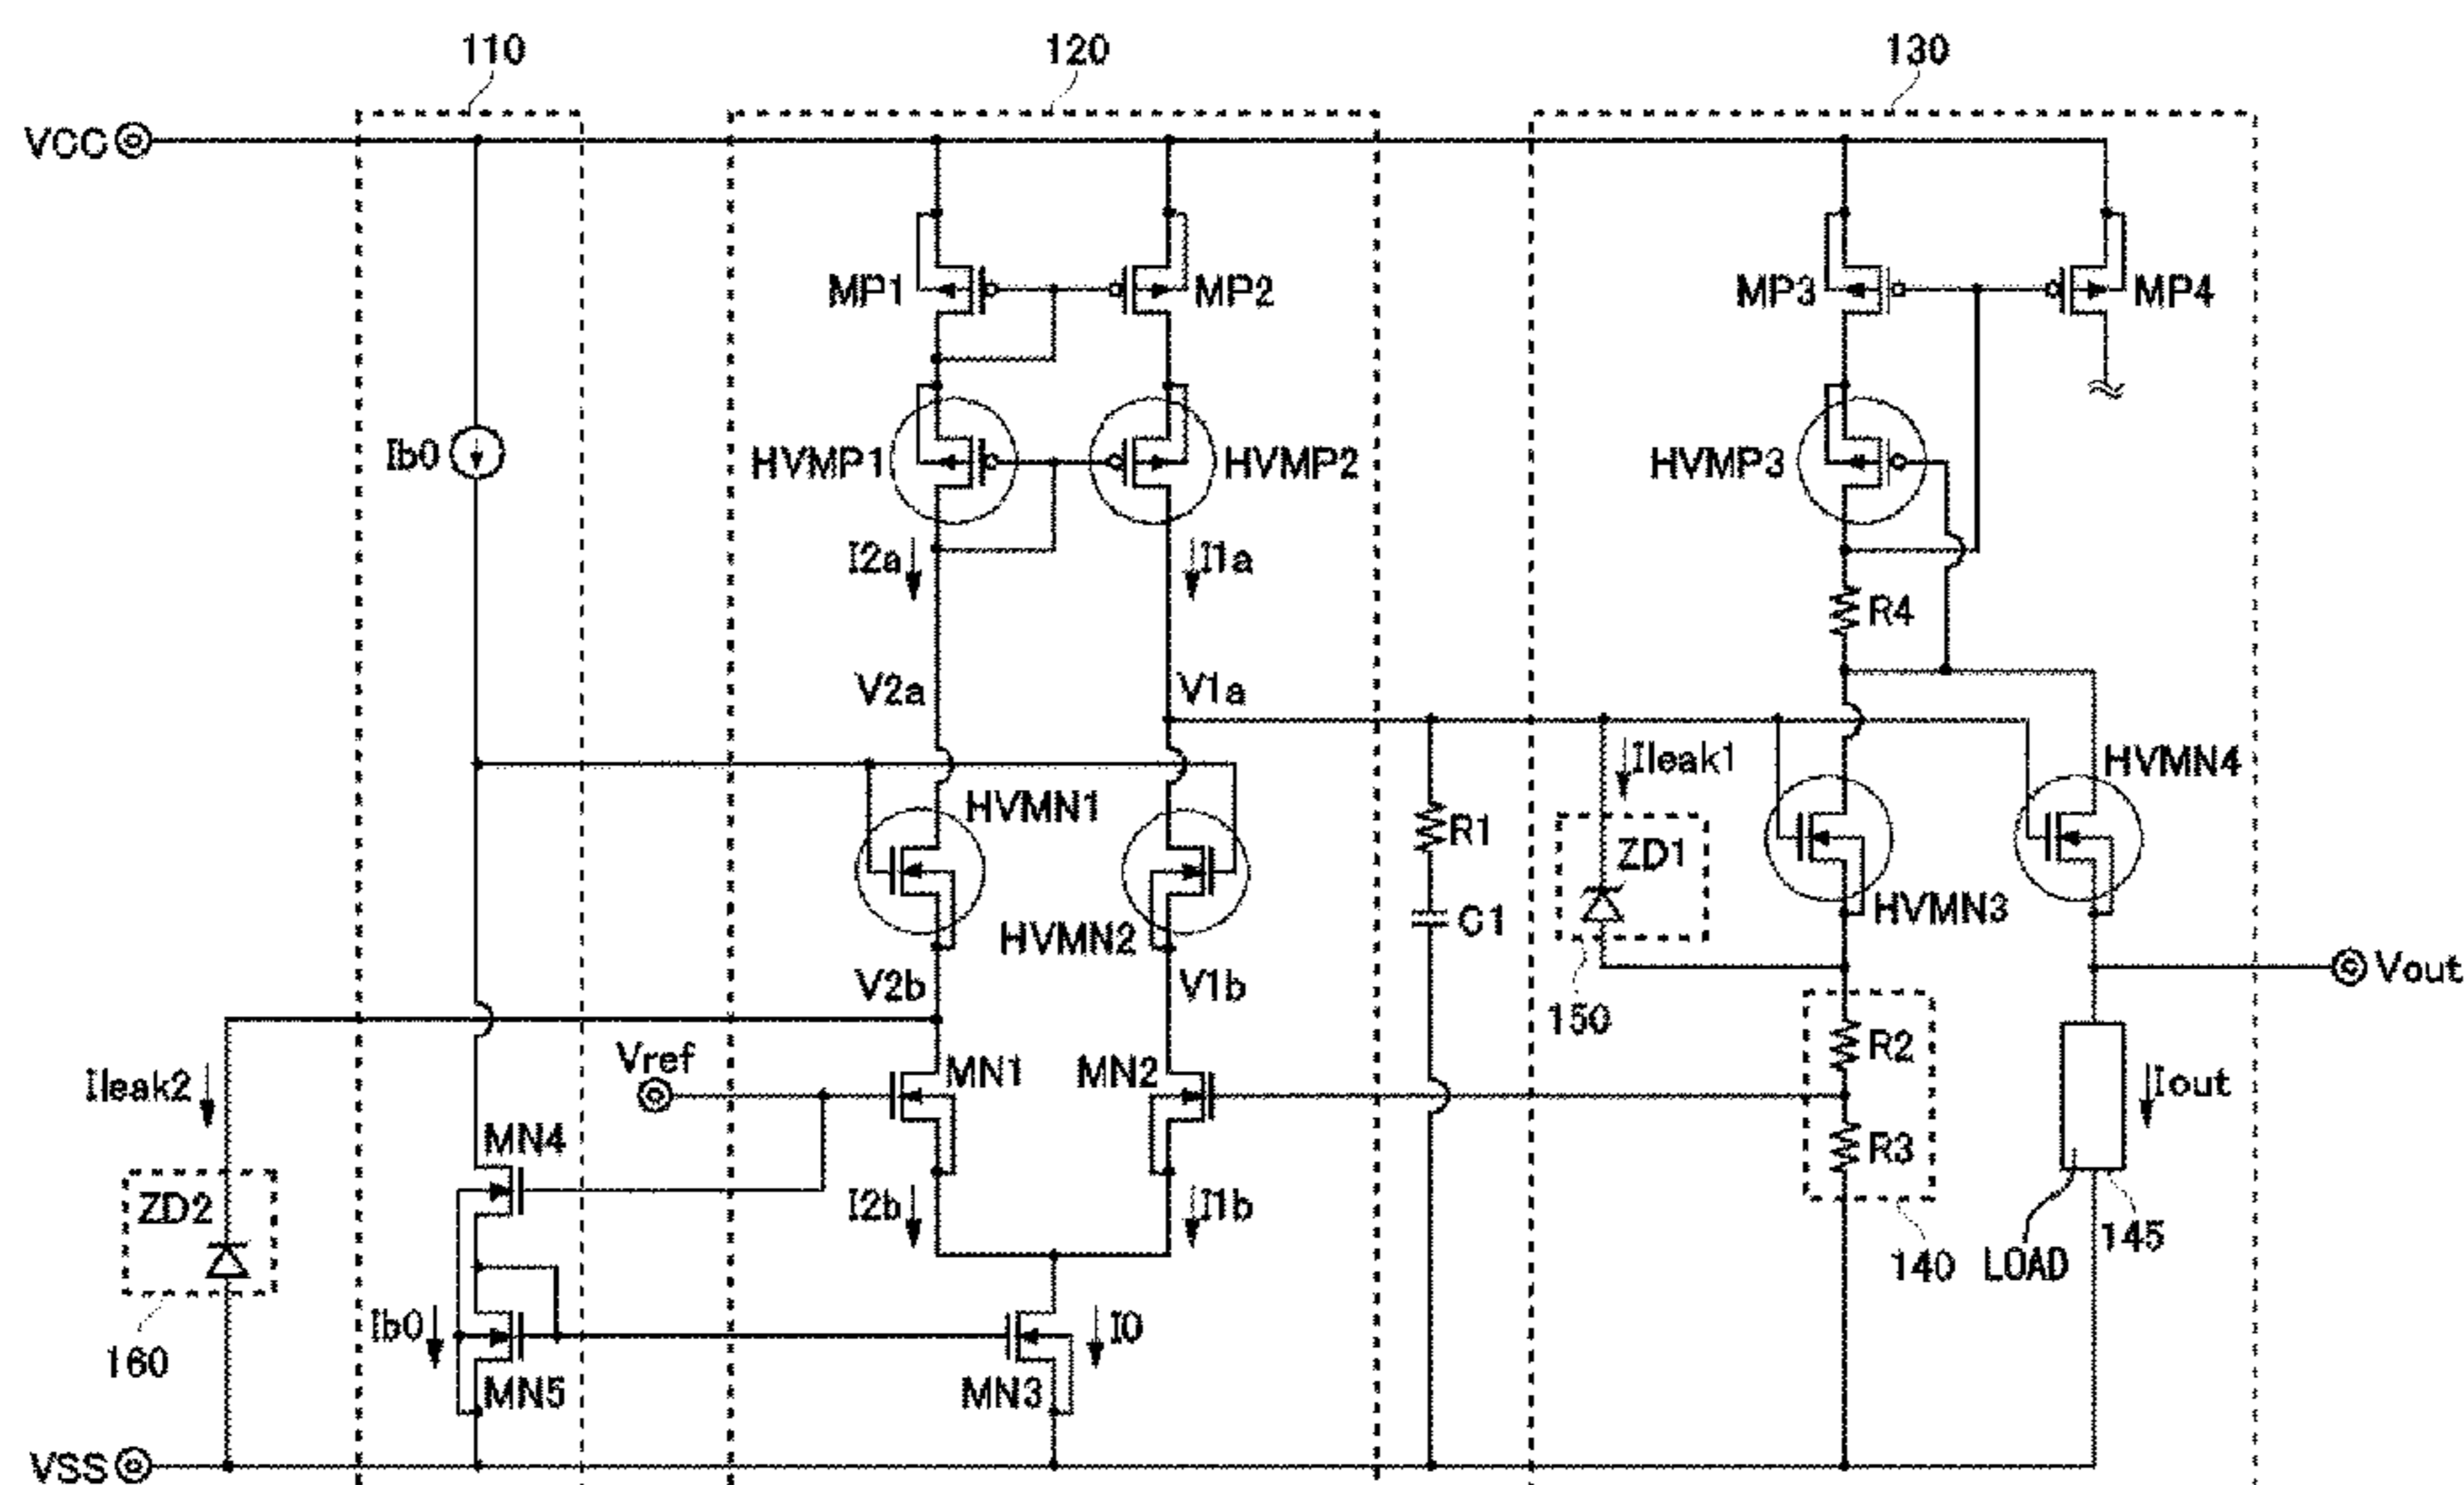 110
120
130
VCC
MP1
MP2
MP3
MP4
Ib0
HVMP1
HVMP2
HVMP3
I2a
I1a
R4
V2a
V1a
Ileak1
HVMN4
HVMN1
R1
ZD1
C1
HVMN3
HVMN2
V2b
V1b
Vout
150
R2
Vref
MN1
MN2
Ileak2
Iout
MN4
R3
ZD2
I2b
I1b
145
140
LOAD
Ib0
I0
160
MN5
MN3
VSS